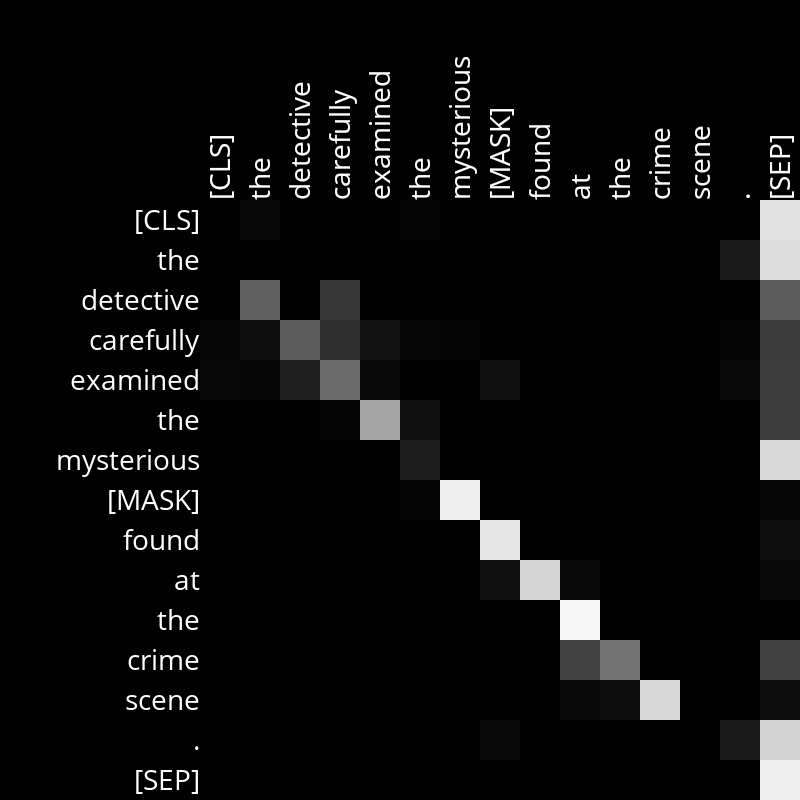 [CLS] the detective carefully examined the mysterious [MASK] found at the crime scene . [SEP]
[CLS]
the
detective
carefully
examined
the
mysterious
[MASK]
found
at
the
crime
scene
.
[SEP]